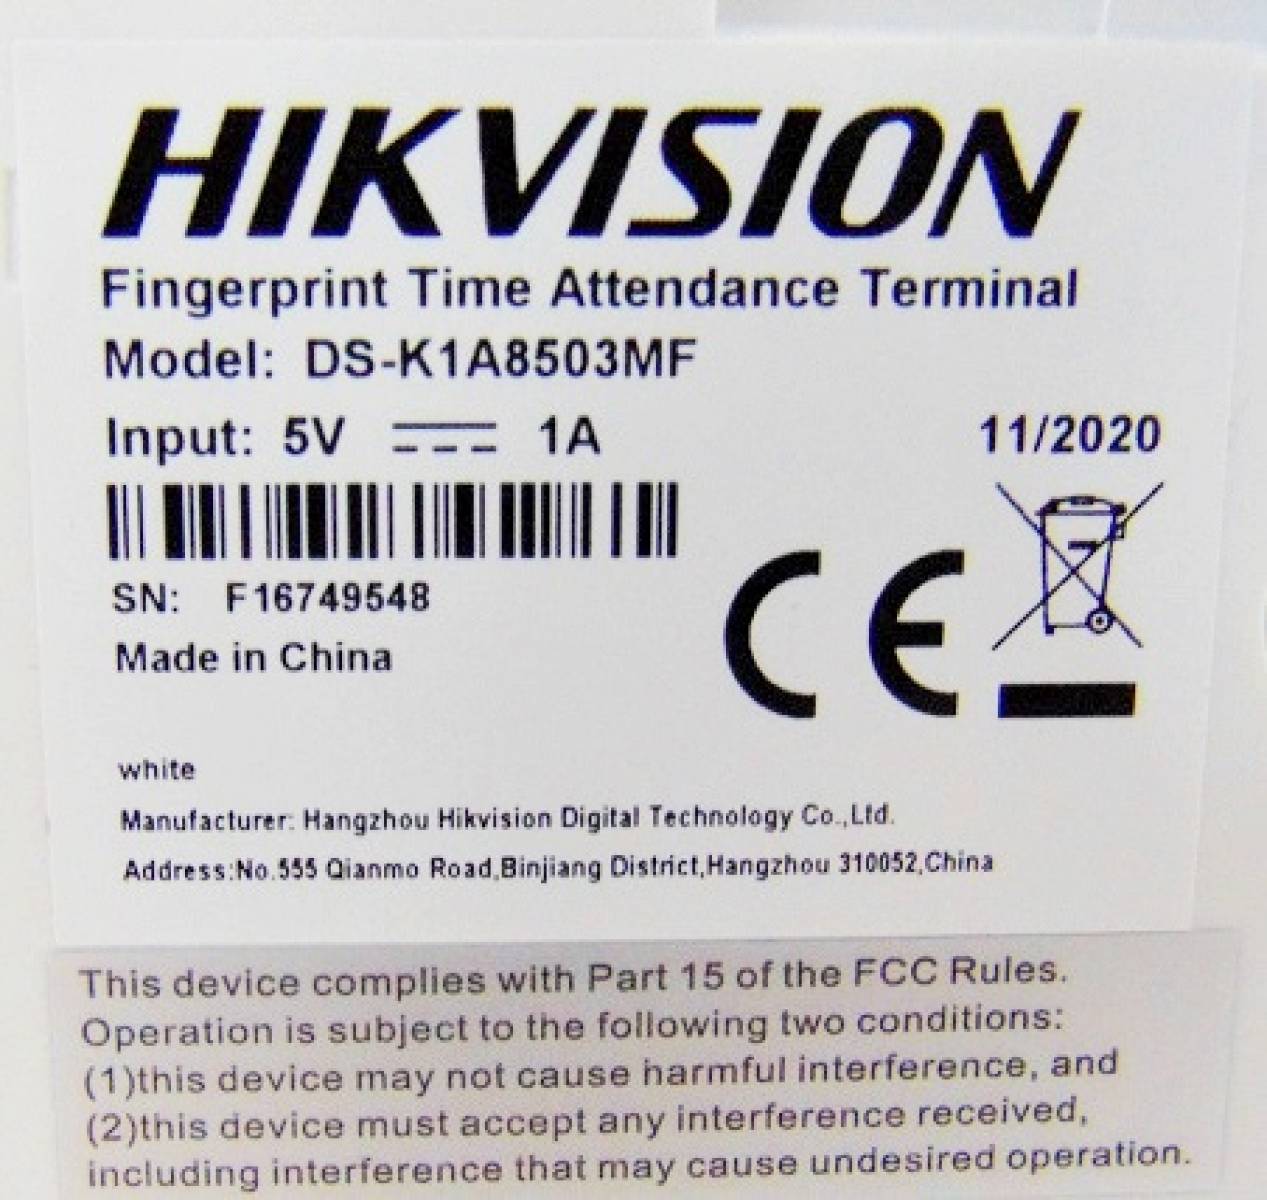 HIKVISION
Fingerprint Time Attendance Terminal
Model: DS-K1A8503MF
Input: 5V ⎓ 1A
11/2020
SN: F16749548
Made in China
CE
white
Manufacturer: Hangzhou Hikvision Digital Technology Co.,Ltd.
Address:No.555 Qianmo Road,Binjiang District,Hangzhou 310052,China
This device complies with Part 15 of the FCC Rules.
Operation is subject to the following two conditions:
(1)this device may not cause harmful interference, and
(2)this device must accept any interference received,
including interference that may cause undesired operation.